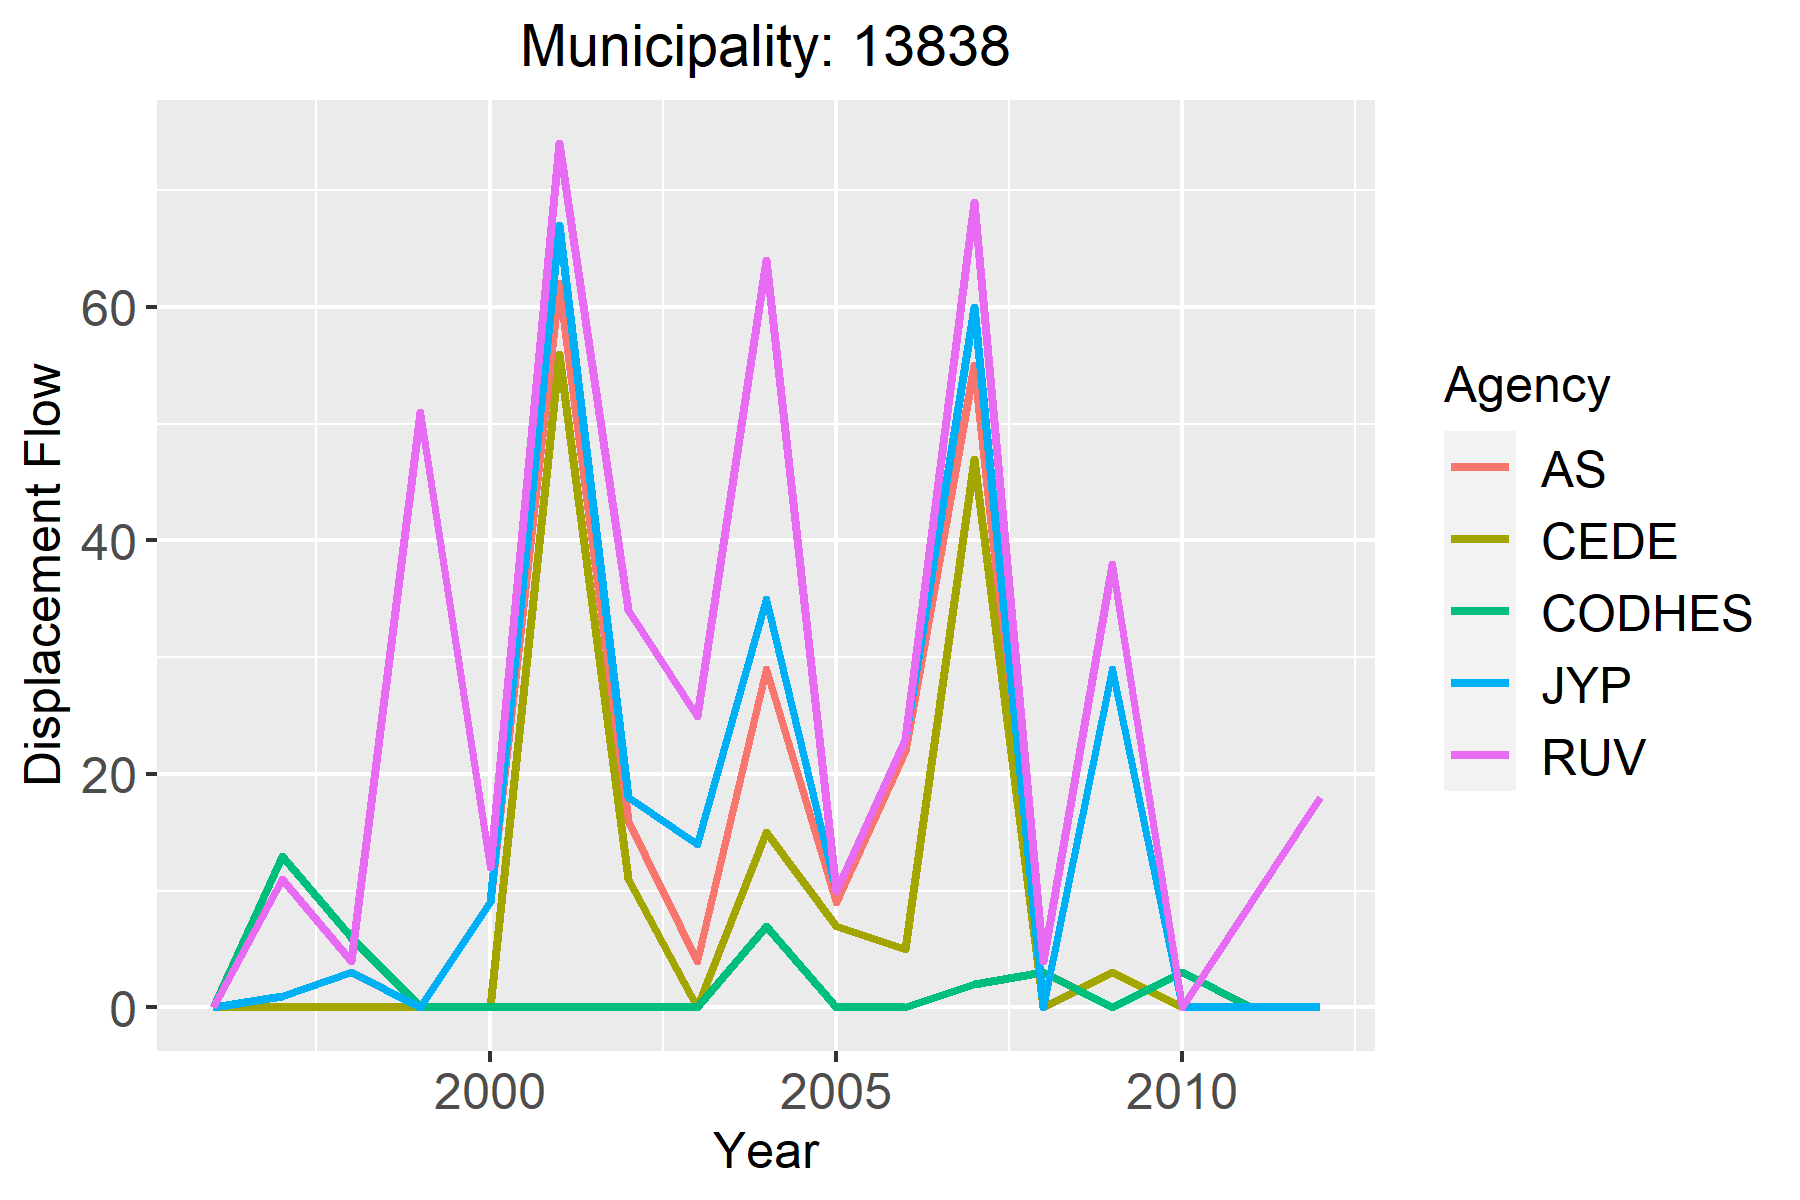 Municipality: 13838
Displacement Flow
60
40
20
0
2000 2005 2010
Year
Agency
AS
CEDE
CODHES
JYP
RUV